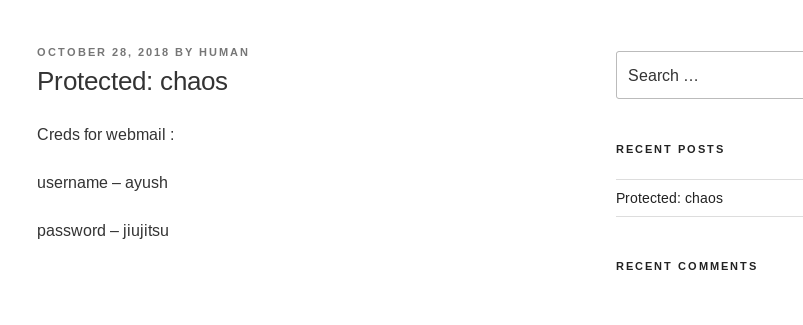 OCTOBER 28, 2018 BY HUMAN
Protected: chaos
Creds for webmail :
username – ayush
password – jiujitsu
Search …
RECENT POSTS
Protected: chaos
RECENT COMMENTS